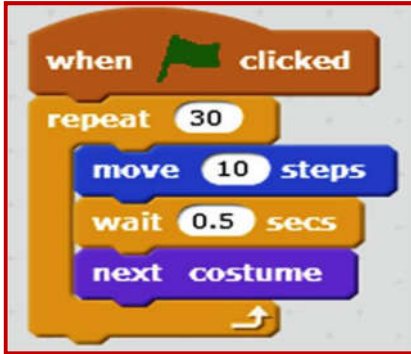 when clicked
repeat 30
move 10 steps
wait 0.5 secs
next costume